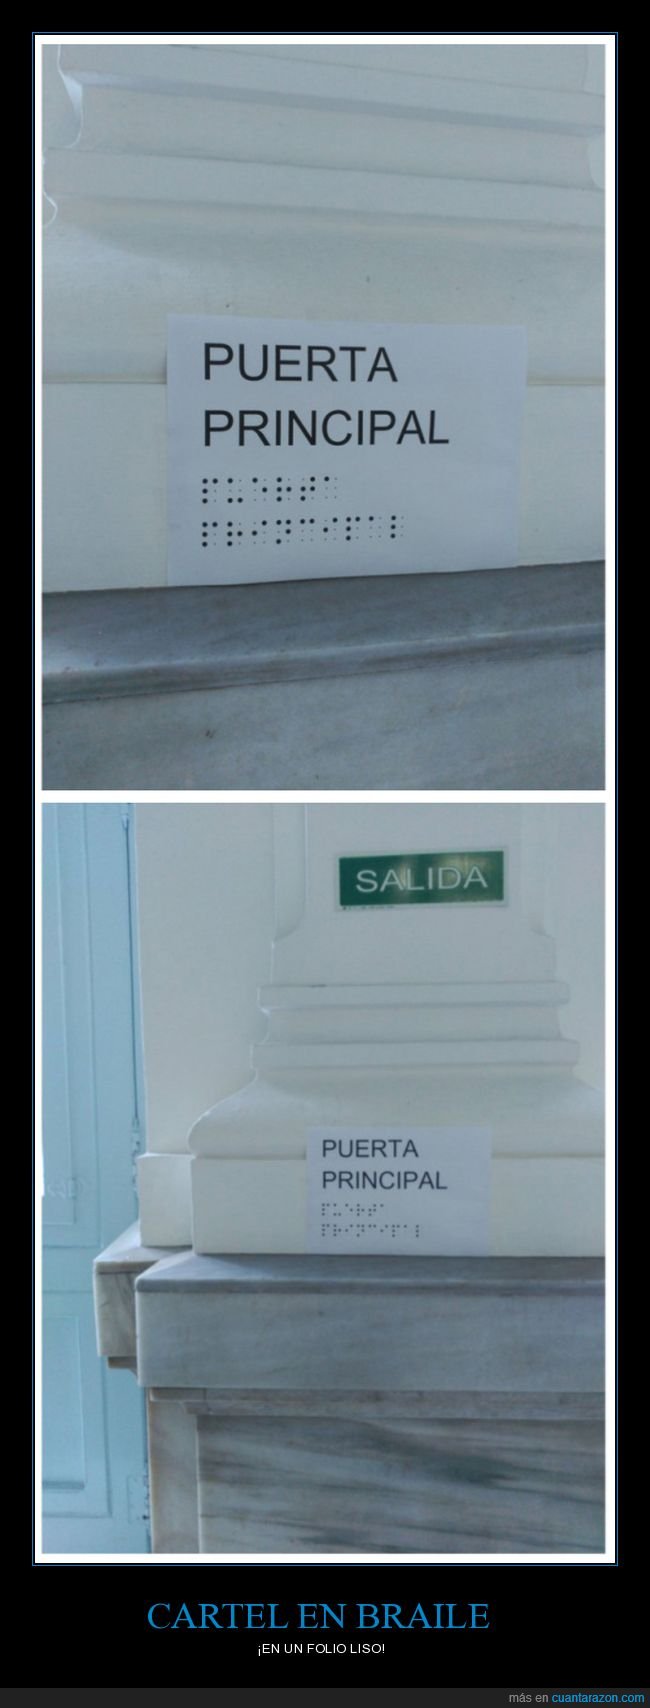 PUERTA
PRINCIPAL
⠏⠥⠑⠗⠞⠁
⠏⠗⠊⠝⠉⠊⠏⠁⠇
SALIDA
PUERTA
PRINCIPAL
⠏⠥⠑⠗⠞⠁
⠏⠗⠊⠝⠉⠊⠏⠁⠇
CARTEL EN BRAILE
¡EN UN FOLIO LISO!
más en cuantarazon.com